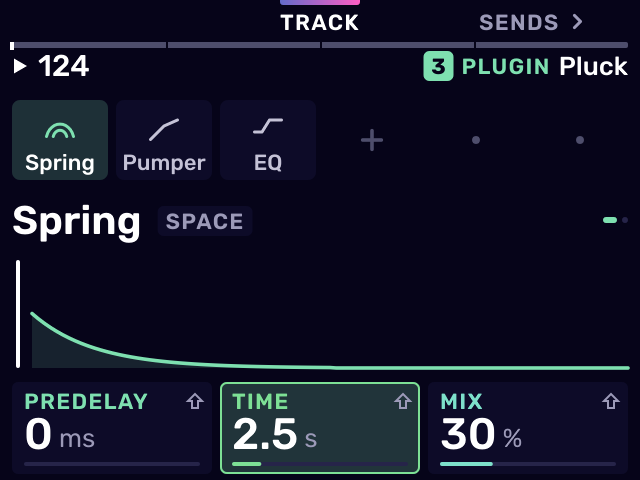 TRACK SENDS
124 3 PLUGIN Pluck
Spring Pumper EQ
Spring SPACE
PREDELAY TIME MIX
0 ms 2.5 s 30 %